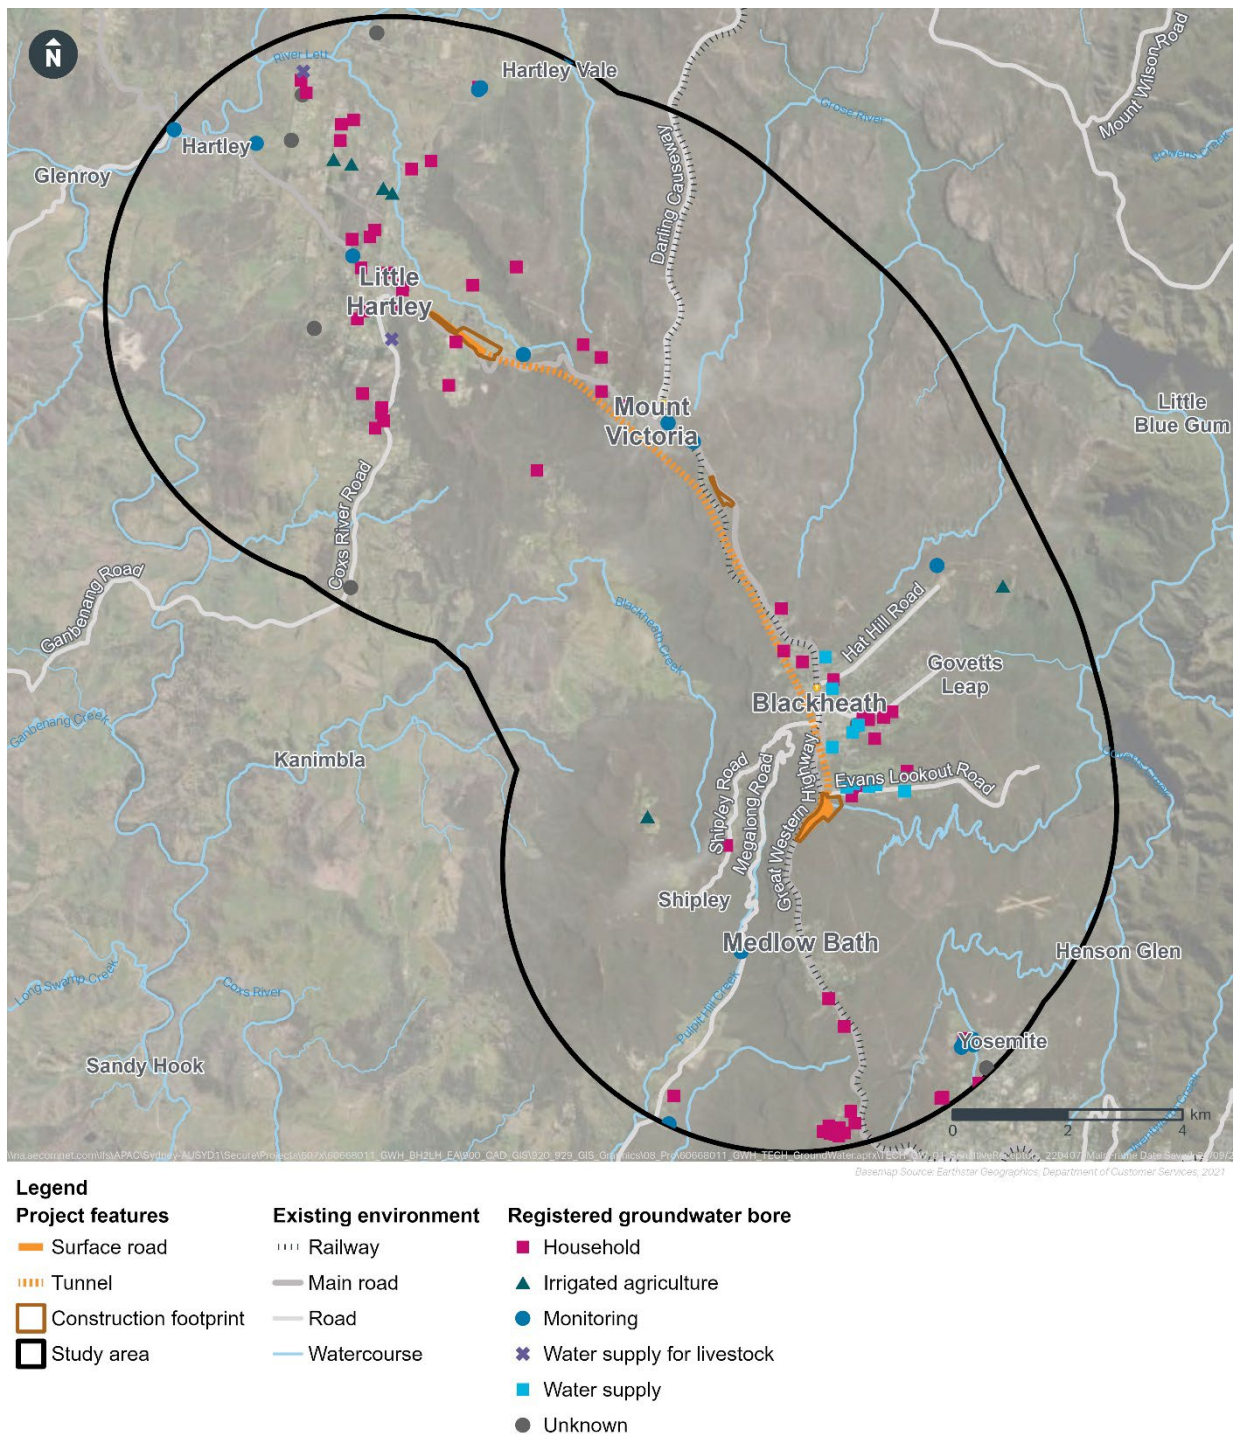 N
River Lett
Hartley Vale
Mount Wilson Road
Grose River
Bowens Creek
Hartley
Glenroy
Darling Causeway
Little
Hartley
Mount
Victoria
Little
Blue Gum
Coxs River Road
Ganbenang Road
Blackheath Creek
Hat Hill Road
Govetts
Leap
Blackheath
Ganbenang Creek
Kanimbla
Shipley Road
Megalong Road
Great Western Highway
Evans Lookout Road
Shipley
Medlow Bath
Henson Glen
Long Swamp Creek
Coxs River
Pulpit Hill Creek
Sandy Hook
Yosemite
km
0 2 4
Basemap Source: Earthstar Geographics; Department of Customer Services, 2021
Legend
Project features
Surface road
Tunnel
Construction footprint
Study area
Existing environment
Railway
Main road
Road
Watercourse
Registered groundwater bore
Household
Irrigated agriculture
Monitoring
Water supply for livestock
Water supply
Unknown